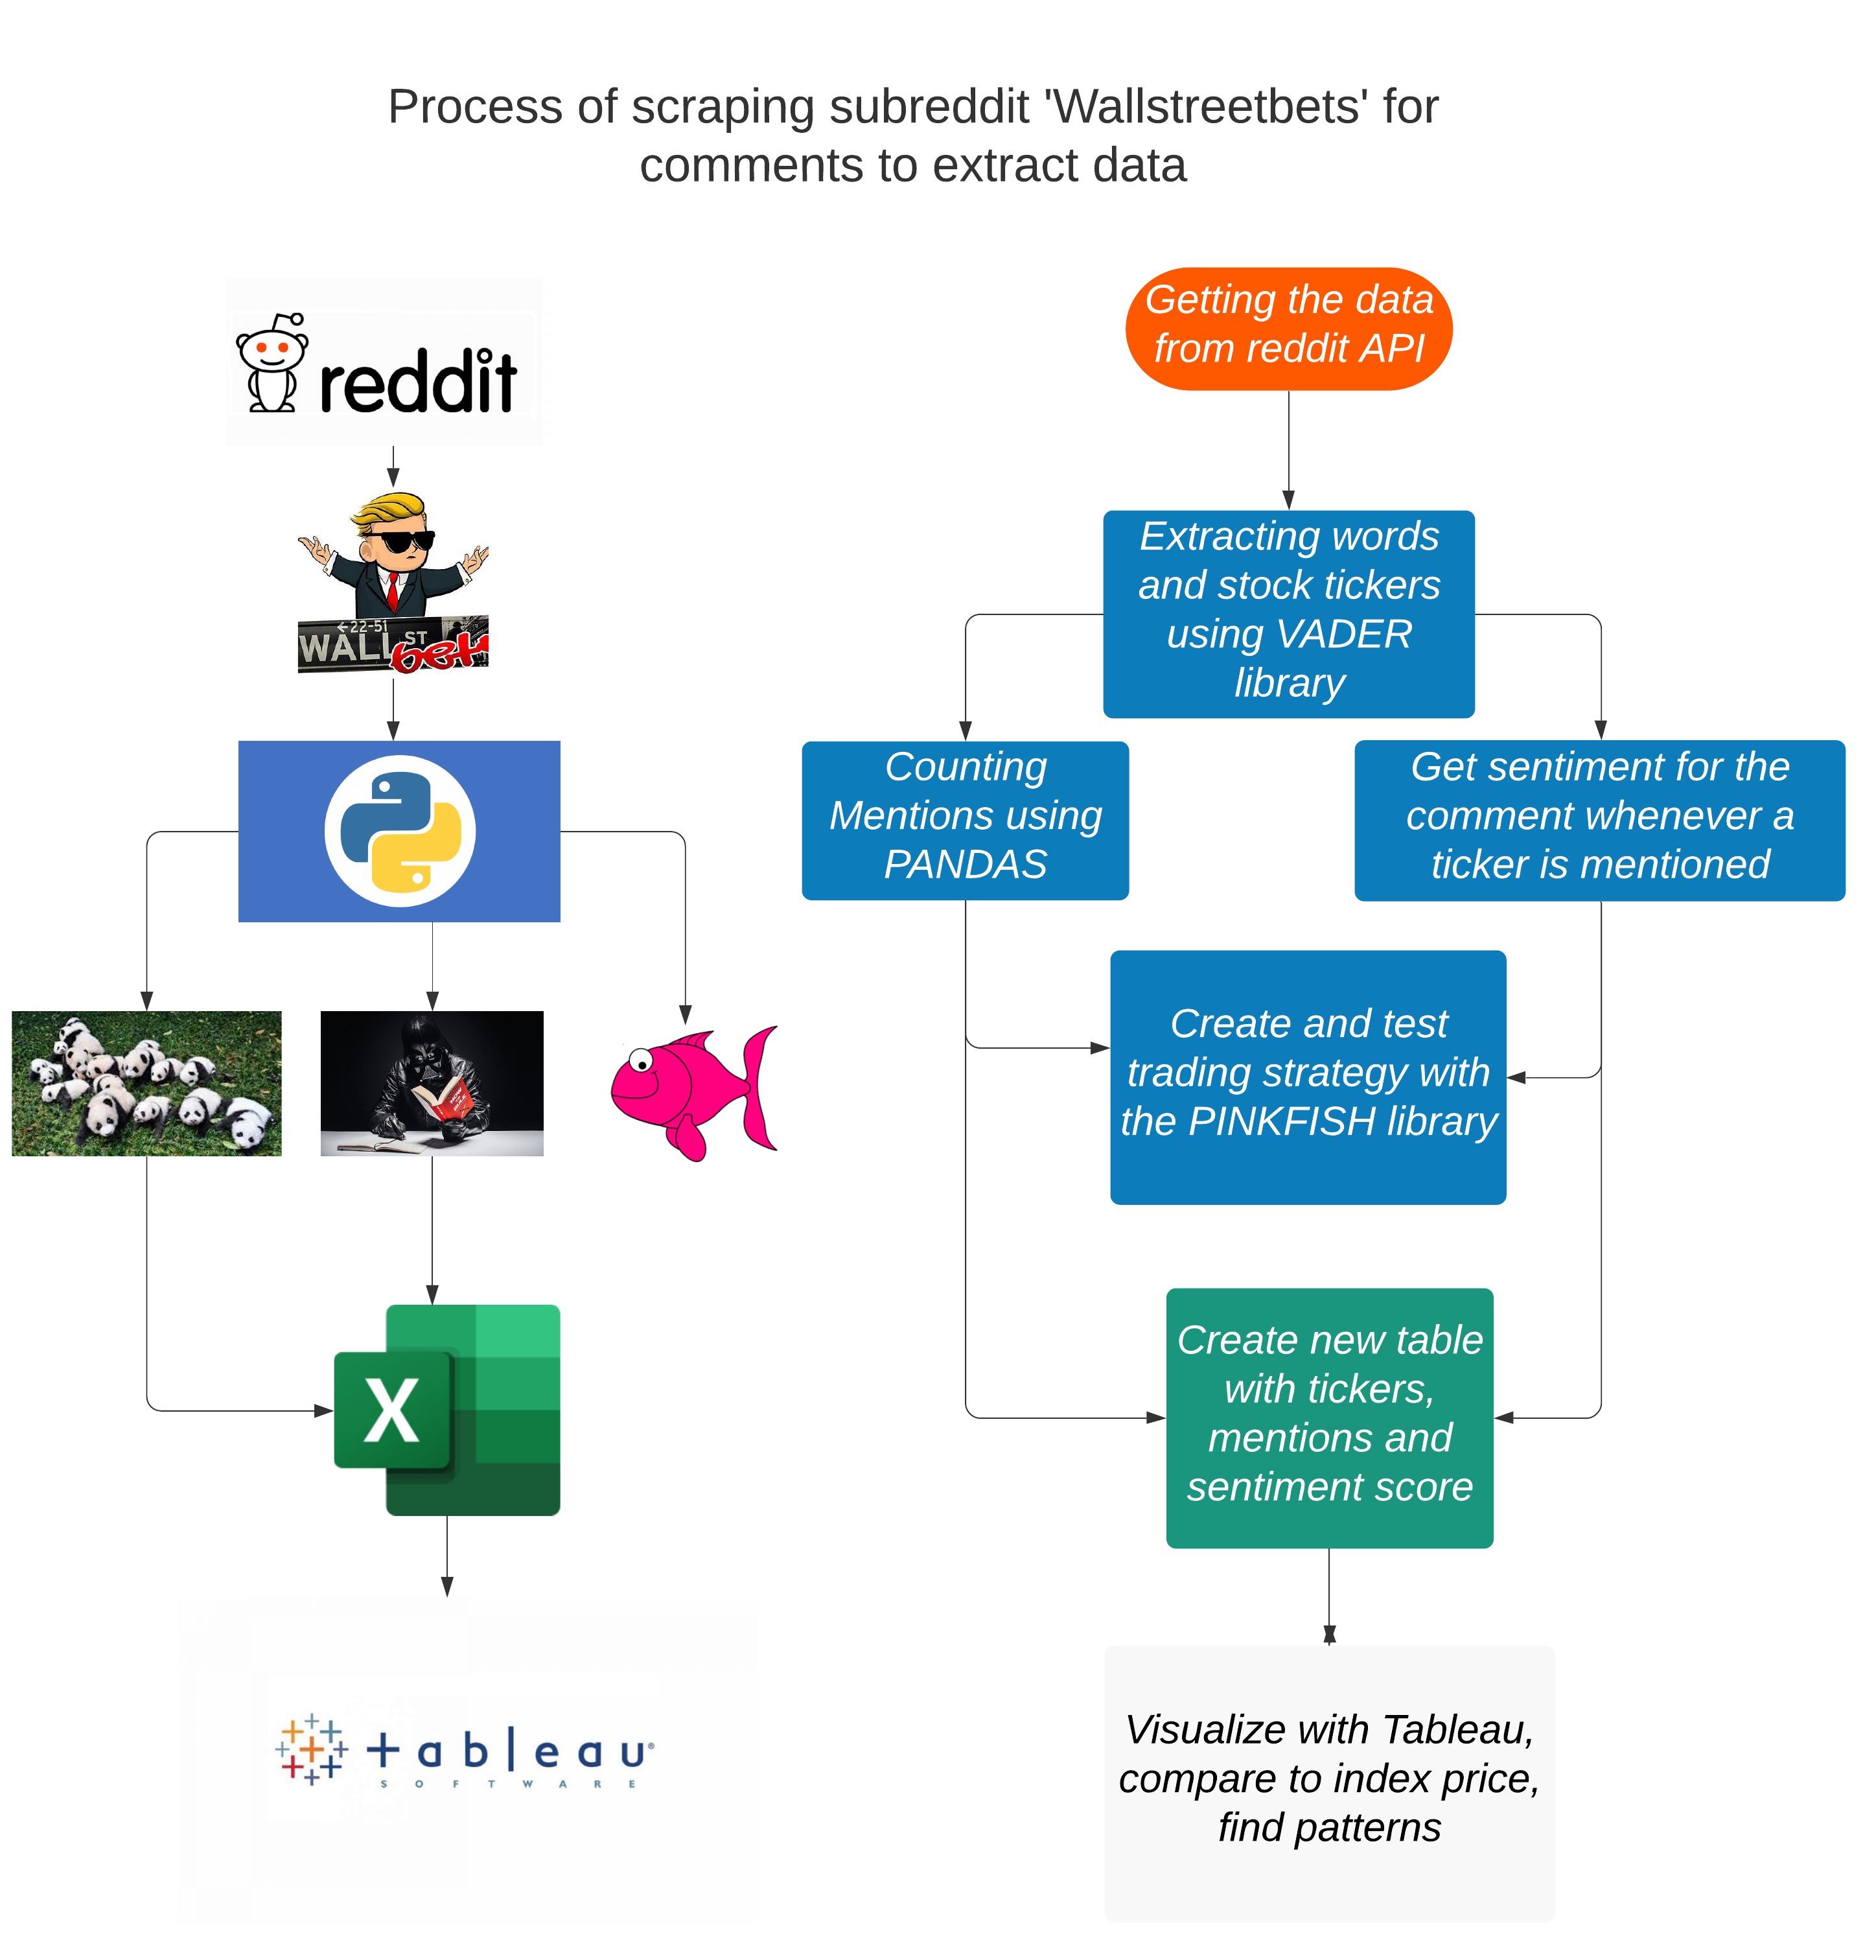 Process of scraping subreddit 'Wallstreetbets' for
comments to extract data
reddit
←22-51
WALL ST
bets
X
+ableau®
SOFTWARE
Getting the data
from reddit API
Extracting words
and stock tickers
using VADER
library
Counting
Mentions using
PANDAS
Get sentiment for the
comment whenever a
ticker is mentioned
Create and test
trading strategy with
the PINKFISH library
Create new table
with tickers,
mentions and
sentiment score
Visualize with Tableau,
compare to index price,
find patterns